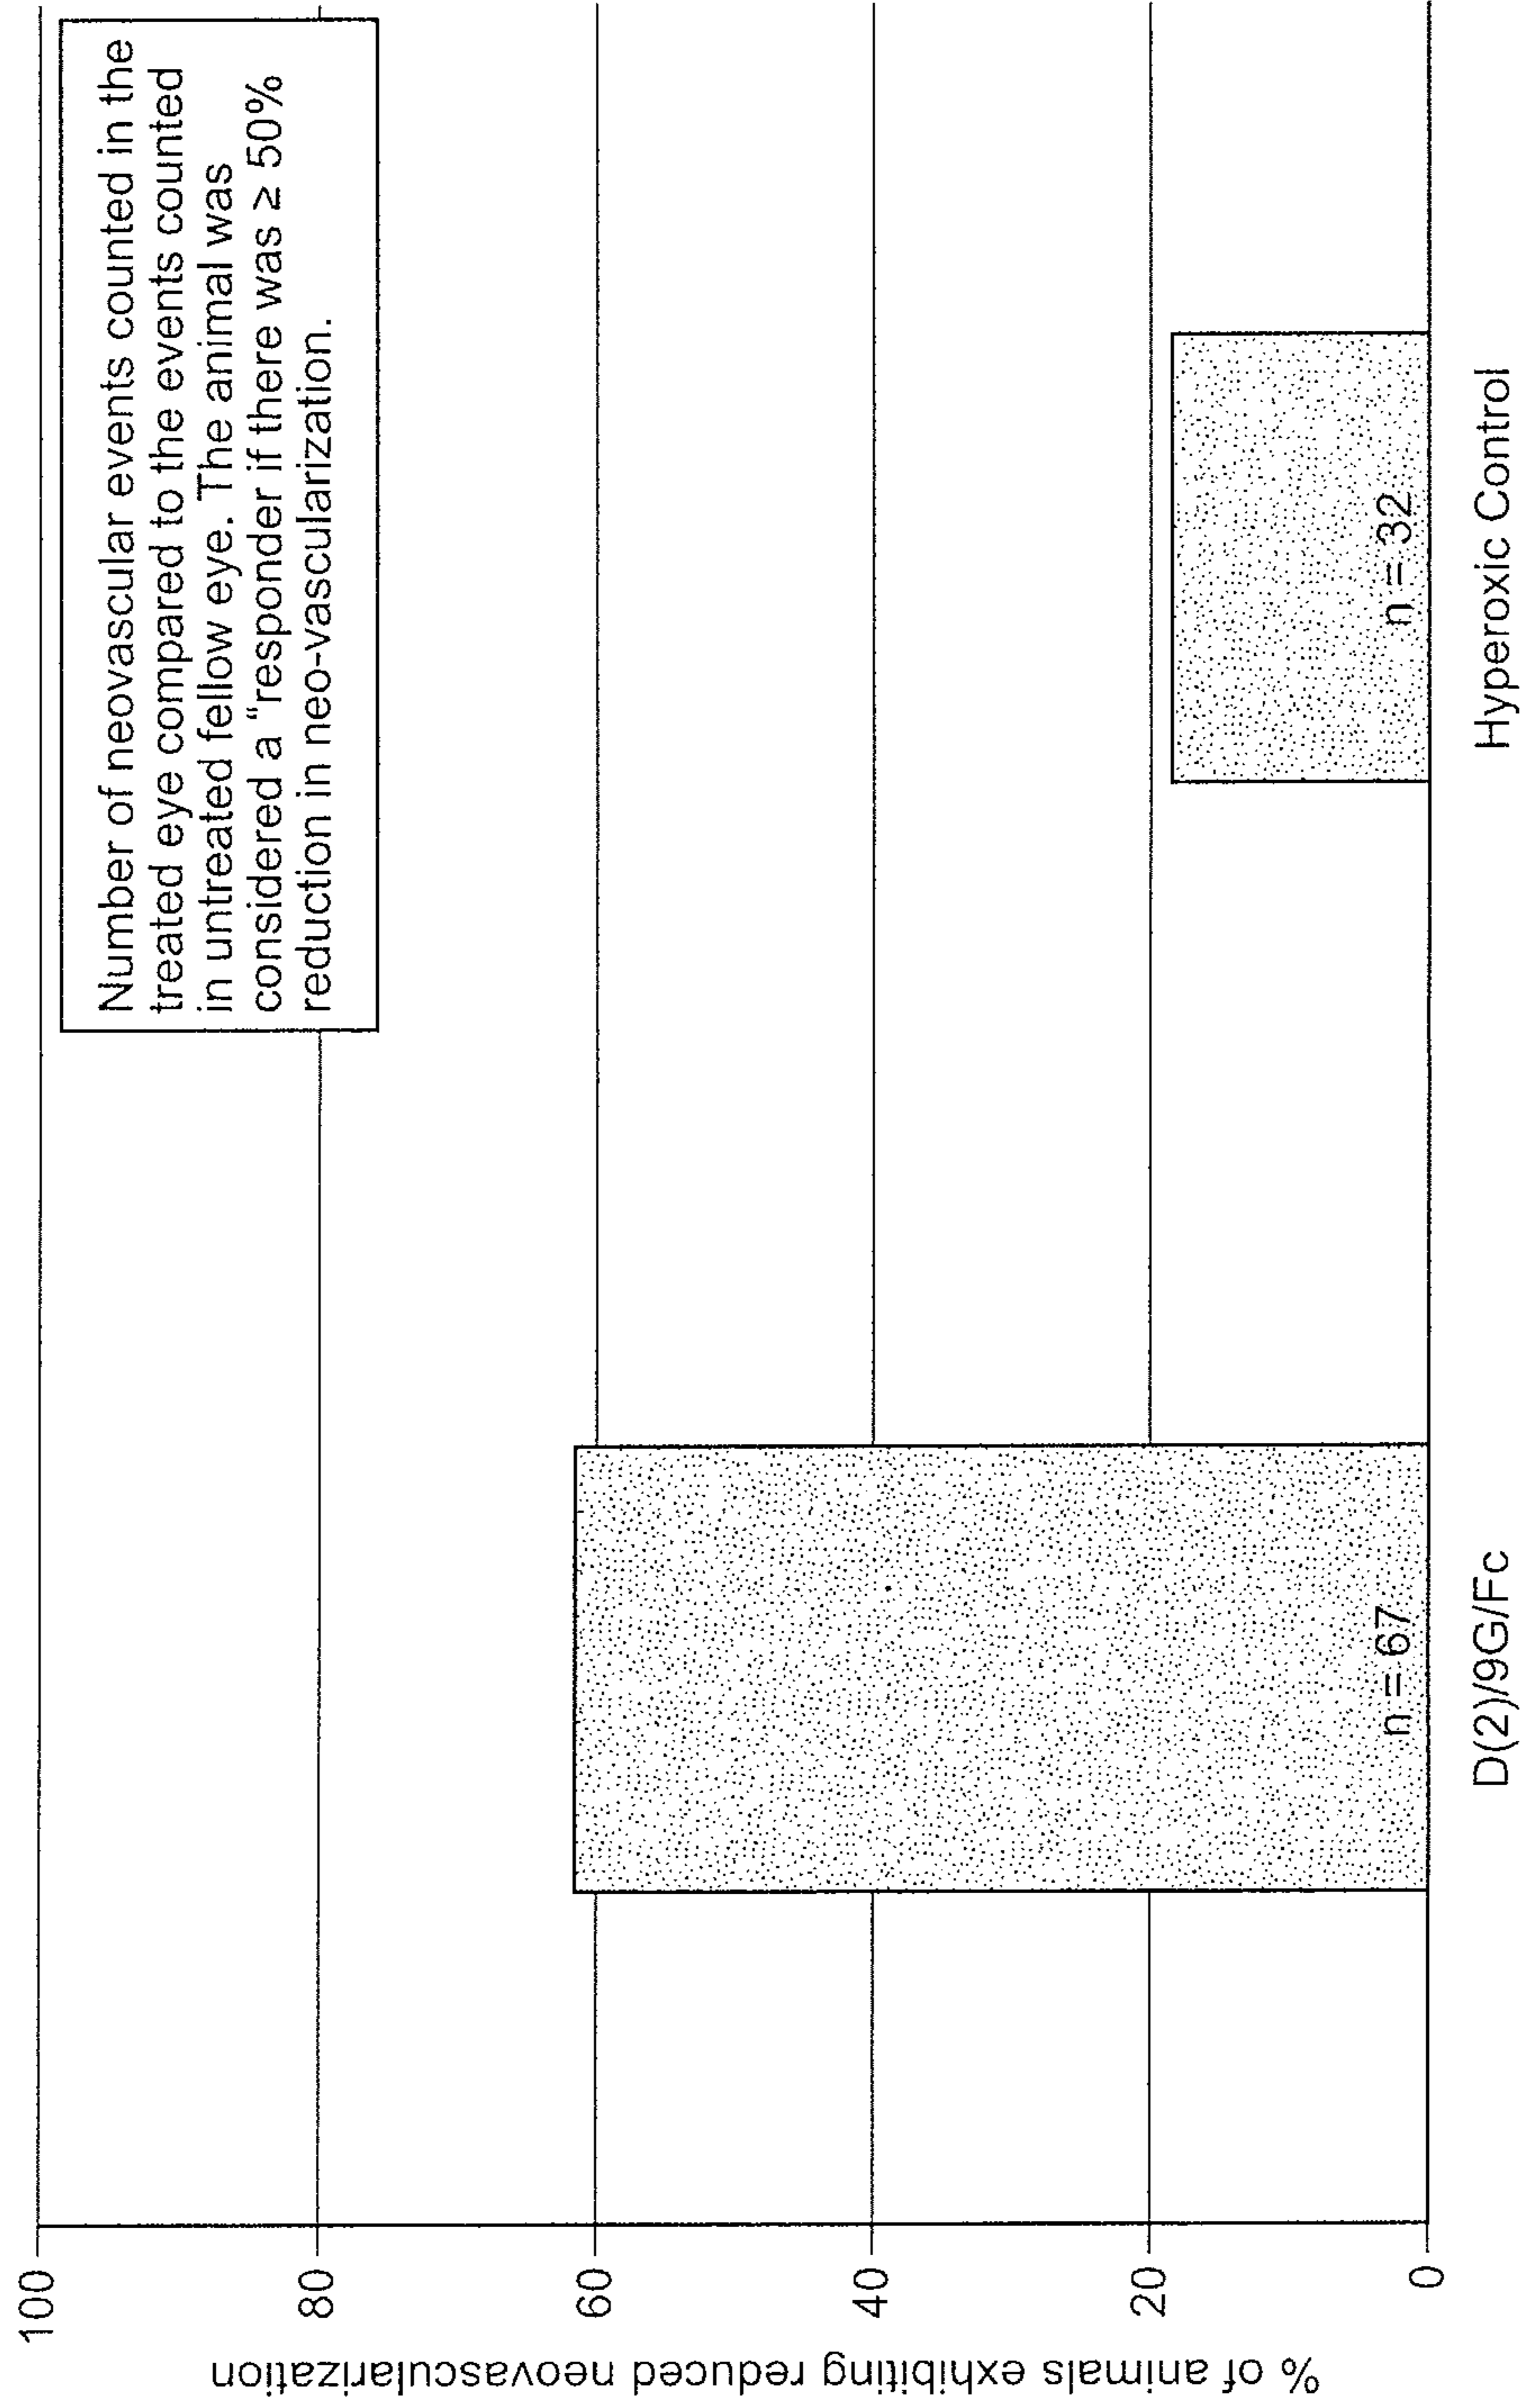 Number of neovascular events counted in the
treated eye compared to the events counted
in untreated fellow eye. The animal was
considered a “responder if there was ≥ 50%
reduction in neo-vascularization.
% of animals exhibiting reduced neovascularization
100
80
60
40
20
0
n = 67
n = 32
D(2)/9G/Fc
Hyperoxic Control